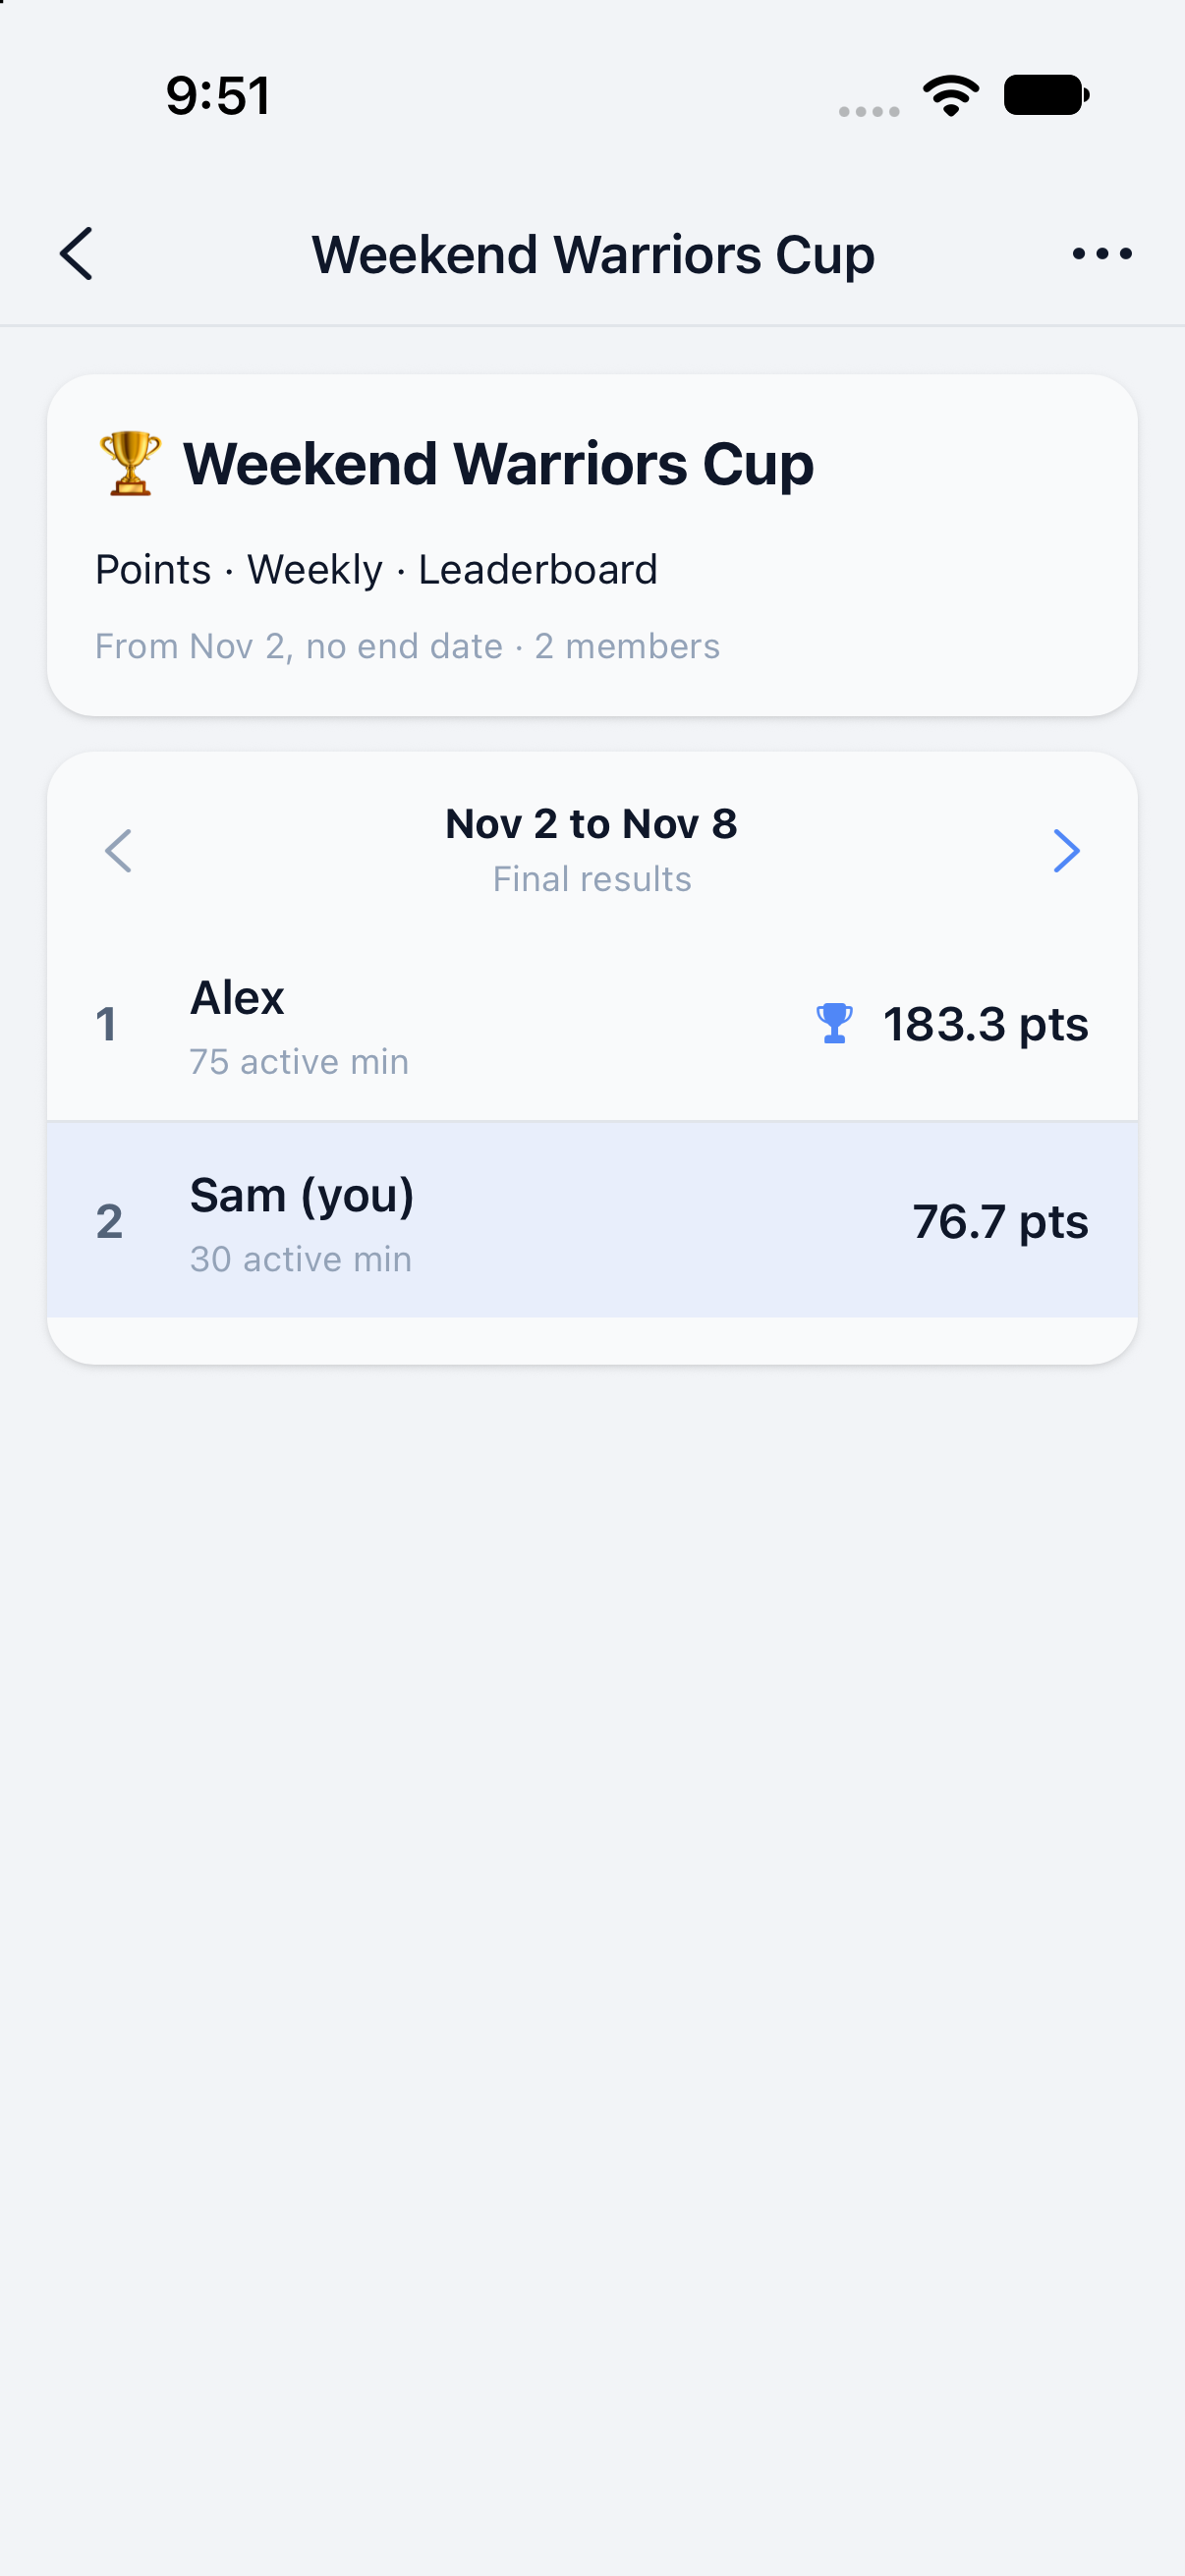 9:51
Weekend Warriors Cup
🏆 Weekend Warriors Cup
Points · Weekly · Leaderboard
From Nov 2, no end date · 2 members
Nov 2 to Nov 8
Final results
1
Alex
75 active min
183.3 pts
2
Sam (you)
30 active min
76.7 pts